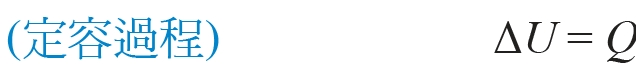 (定容過程) ΔU = Q